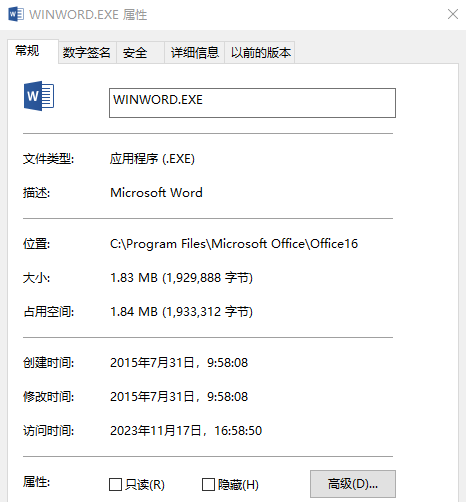 WINWORD.EXE 属性
常规 数字签名 安全 详细信息 以前的版本
W
WINWORD.EXE
文件类型: 应用程序 (.EXE)
描述: Microsoft Word
位置: C:\Program Files\Microsoft Office\Office16
大小: 1.83 MB (1,929,888 字节)
占用空间: 1.84 MB (1,933,312 字节)
创建时间: 2015年7月31日，9:58:08
修改时间: 2015年7月31日，9:58:08
访问时间: 2023年11月17日，16:58:50
属性: 只读(R) 隐藏(H) 高级(D)...